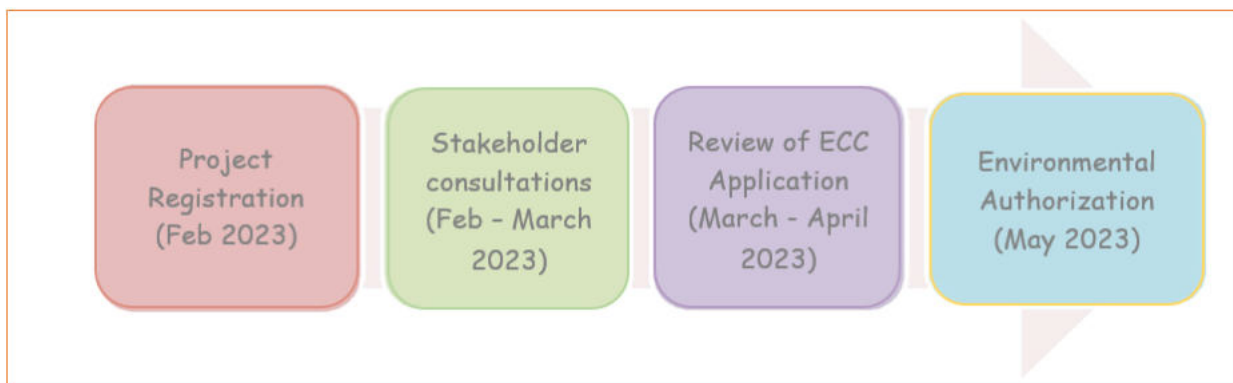 Project
Registration
(Feb 2023)
Stakeholder
consultations
(Feb – March
2023)
Review of ECC
Application
(March - April
2023)
Environmental
Authorization
(May 2023)